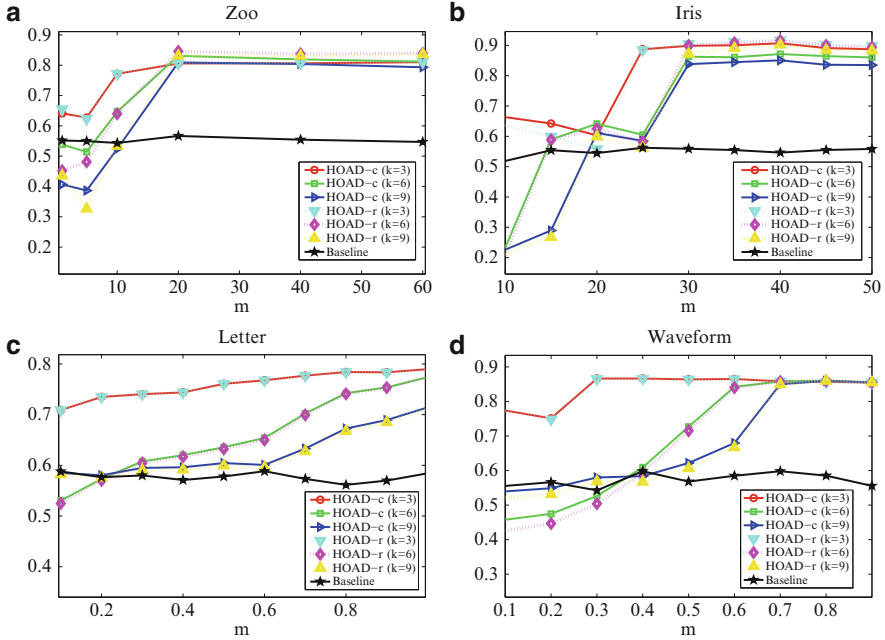 a
Zoo
0.9
0.8
0.7
0.6
0.5
0.4
0.3
0.2
10 20 30 40 50 60
m
HOAD−c (k=3)
HOAD−c (k=6)
HOAD−c (k=9)
HOAD−r (k=3)
HOAD−r (k=6)
HOAD−r (k=9)
Baseline
b
Iris
0.9
0.8
0.7
0.6
0.5
0.4
0.3
0.2
10 20 30 40 50
m
HOAD−c (k=3)
HOAD−c (k=6)
HOAD−c (k=9)
HOAD−r (k=3)
HOAD−r (k=6)
HOAD−r (k=9)
Baseline
c
Letter
0.8
0.7
0.6
0.5
0.4
0.2 0.4 0.6 0.8
m
HOAD−c (k=3)
HOAD−c (k=6)
HOAD−c (k=9)
HOAD−r (k=3)
HOAD−r (k=6)
HOAD−r (k=9)
Baseline
d
Waveform
0.9
0.8
0.7
0.6
0.5
0.4
0.3
0.1 0.2 0.3 0.4 0.5 0.6 0.7 0.8
m
HOAD−c (k=3)
HOAD−c (k=6)
HOAD−c (k=9)
HOAD−r (k=3)
HOAD−r (k=6)
HOAD−r (k=9)
Baseline